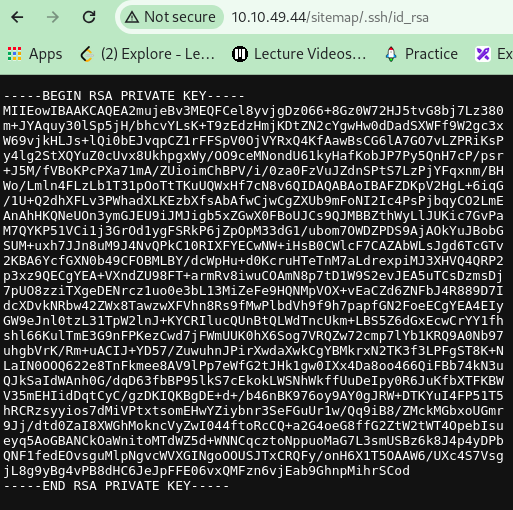 Not secure 10.10.49.44/sitemap/.ssh/id_rsa
Apps (2) Explore - Le… Lecture Videos… Practice Ex
-----BEGIN RSA PRIVATE KEY-----
MIIEowIBAAKCAQEA2mujeBv3MEQFCel8yvjgDz066+8Gz0W72HJ5tvG8bj7Lz380
m+JYAquy30lSp5jH/bhcvYLsK+T9zEdzHmjKDtZN2cYgwHw0dDadSXWFf9W2gc3x
W69vjkHLJs+lQi0bEJvqpCZ1rFFSpV0OjVYRxQ4KfAawBsCG6lA7GO7vLZPRiKsP
y4lg2StXQYuZ0cUvx8UkhpgxWy/OO9ceMNondU61kyHafKobJP7Py5QnH7cP/psr
+J5M/fVBoKPcPXa71mA/ZUioimChBPV/i/0za0FzVuJZdnSPtS7LzPjYFqxnm/BH
Wo/Lmln4FLzLb1T31pOoTtTKuUQWxHf7cN8v6QIDAQABAoIBAFZDKpV2HgL+6iqG
/1U+Q2dhXFLv3PWhadXLKEzbXfsAbAfwCjwCgZXUb9mFoNI2Ic4PsPjbqyCO2LmE
AnAhHKQNeUOn3ymGJEU9iJMJigb5xZGwX0FBoUJCs9QJMBBZthWyLlJUKic7GvPa
M7QYKP51VCi1j3GrOd1ygFSRkP6jZpOpM33dG1/ubom7OWDZPDS9AjAOkYuJBobG
SUM+uxh7JJn8uM9J4NvQPkC10RIXFYECwNW+iHsB0CWlcF7CAZAbWLsJgd6TcGTv
2KBA6YcfGXN0b49CFOBMLBY/dcWpHu+d0KcruHTeTnM7aLdrexpiMJ3XHVQ4QRP2
p3xz9QECgYEA+VXndZU98FT+armRv8iwuCOAmN8p7tD1W9S2evJEA5uTCsDzmsDj
7pUO8zziTXgeDENrcz1uo0e3bL13MiZeFe9HQNMpVOX+vEaCZd6ZNFbJ4R889D7I
dcXDvkNRbw42ZWx8TawzwXFVhn8Rs9fMwPlbdVh9f9h7papfGN2FoeECgYEA4EIy
GW9eJnl0tzL31TpW2lnJ+KYCRIlucQUnBtQLWdTncUkm+LBS5Z6dGxEcwCrYY1fh
shl66KulTmE3G9nFPKezCwd7jFWmUUK0hX6Sog7VRQZw72cmp7lYb1KRQ9A0Nb97
uhgbVrK/Rm+uACIJ+YD57/ZuwuhnJPirXwdaXwkCgYBMkrxN2TK3f3LPFgST8K+N
LaIN0OOQ622e8TnFkmee8AV9lPp7eWfG2tJHk1gw0IXx4Da8oo466QiFBb74kN3u
QJkSaIdWAnh0G/dqD63fbBP95lkS7cEkokLWSNhWkffUuDeIpy0R6JuKfbXTFKBW
V35mEHIidDqtCyC/gzDKIQKBgDE+d+/b46nBK976oy9AY0gJRW+DTKYuI4FP51T5
hRCRzsyyios7dMiVPtxtsomEHwYZiybnr3SeFGuUr1w/Qq9iB8/ZMckMGbxoUGmr
9Jj/dtd0ZaI8XWGhMokncVyZwI044ftoRcCQ+a2G4oeG8ffG2ZtW2tWT4OpebIsu
eyq5AoGBANCkOaWnitoMTdWZ5d+WNNCqcztoNppuoMaG7L3smUSBz6k8J4p4yDPb
QNF1fedEOvsguMlpNgvcWVXGINgoOOUSJTxCRQFy/onH6X1T5OAAW6/UXc4S7Vsg
jL8g9yBg4vPB8dHC6JeJpFFE06vxQMFzn6vjEab9GhnpMihrSCod
-----END RSA PRIVATE KEY-----